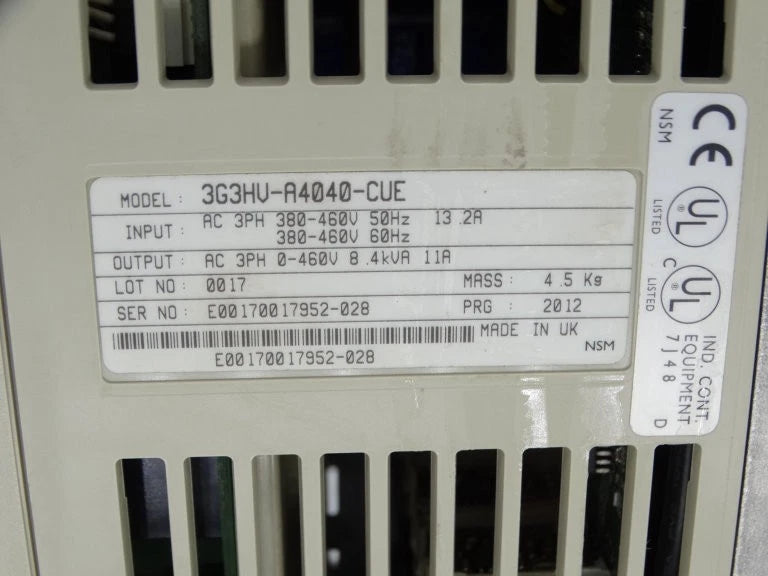 MODEL : 3G3HV-A4040-CUE
INPUT : AC 3PH 380-460V 50Hz 13.2A
380-460V 60Hz
OUTPUT : AC 3PH 0-460V 8.4kVA 11A
LOT NO : 0017 MASS : 4.5 Kg
SER NO : E00170017952-028 PRG : 2012
MADE IN UK
E00170017952-028 NSM
CE
NSM
UL
LISTED
C UL
LISTED
IND. CONT.
EQUIPMENT
7J48 D